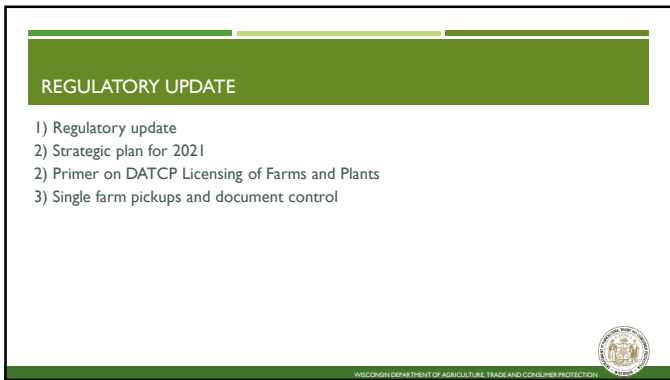 REGULATORY UPDATE
1) Regulatory update
2) Strategic plan for 2021
2) Primer on DATCP Licensing of Farms and Plants
3) Single farm pickups and document control
WISCONSIN DEPARTMENT OF AGRICULTURE, TRADE AND CONSUMER PROTECTION